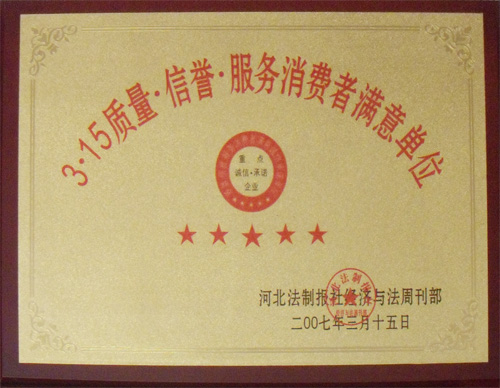 3·15质量·信誉·服务消费者满意单位
重 点
诚信·承诺
企业
河北法制报社经济与法周刊部
二00七年三月十五日